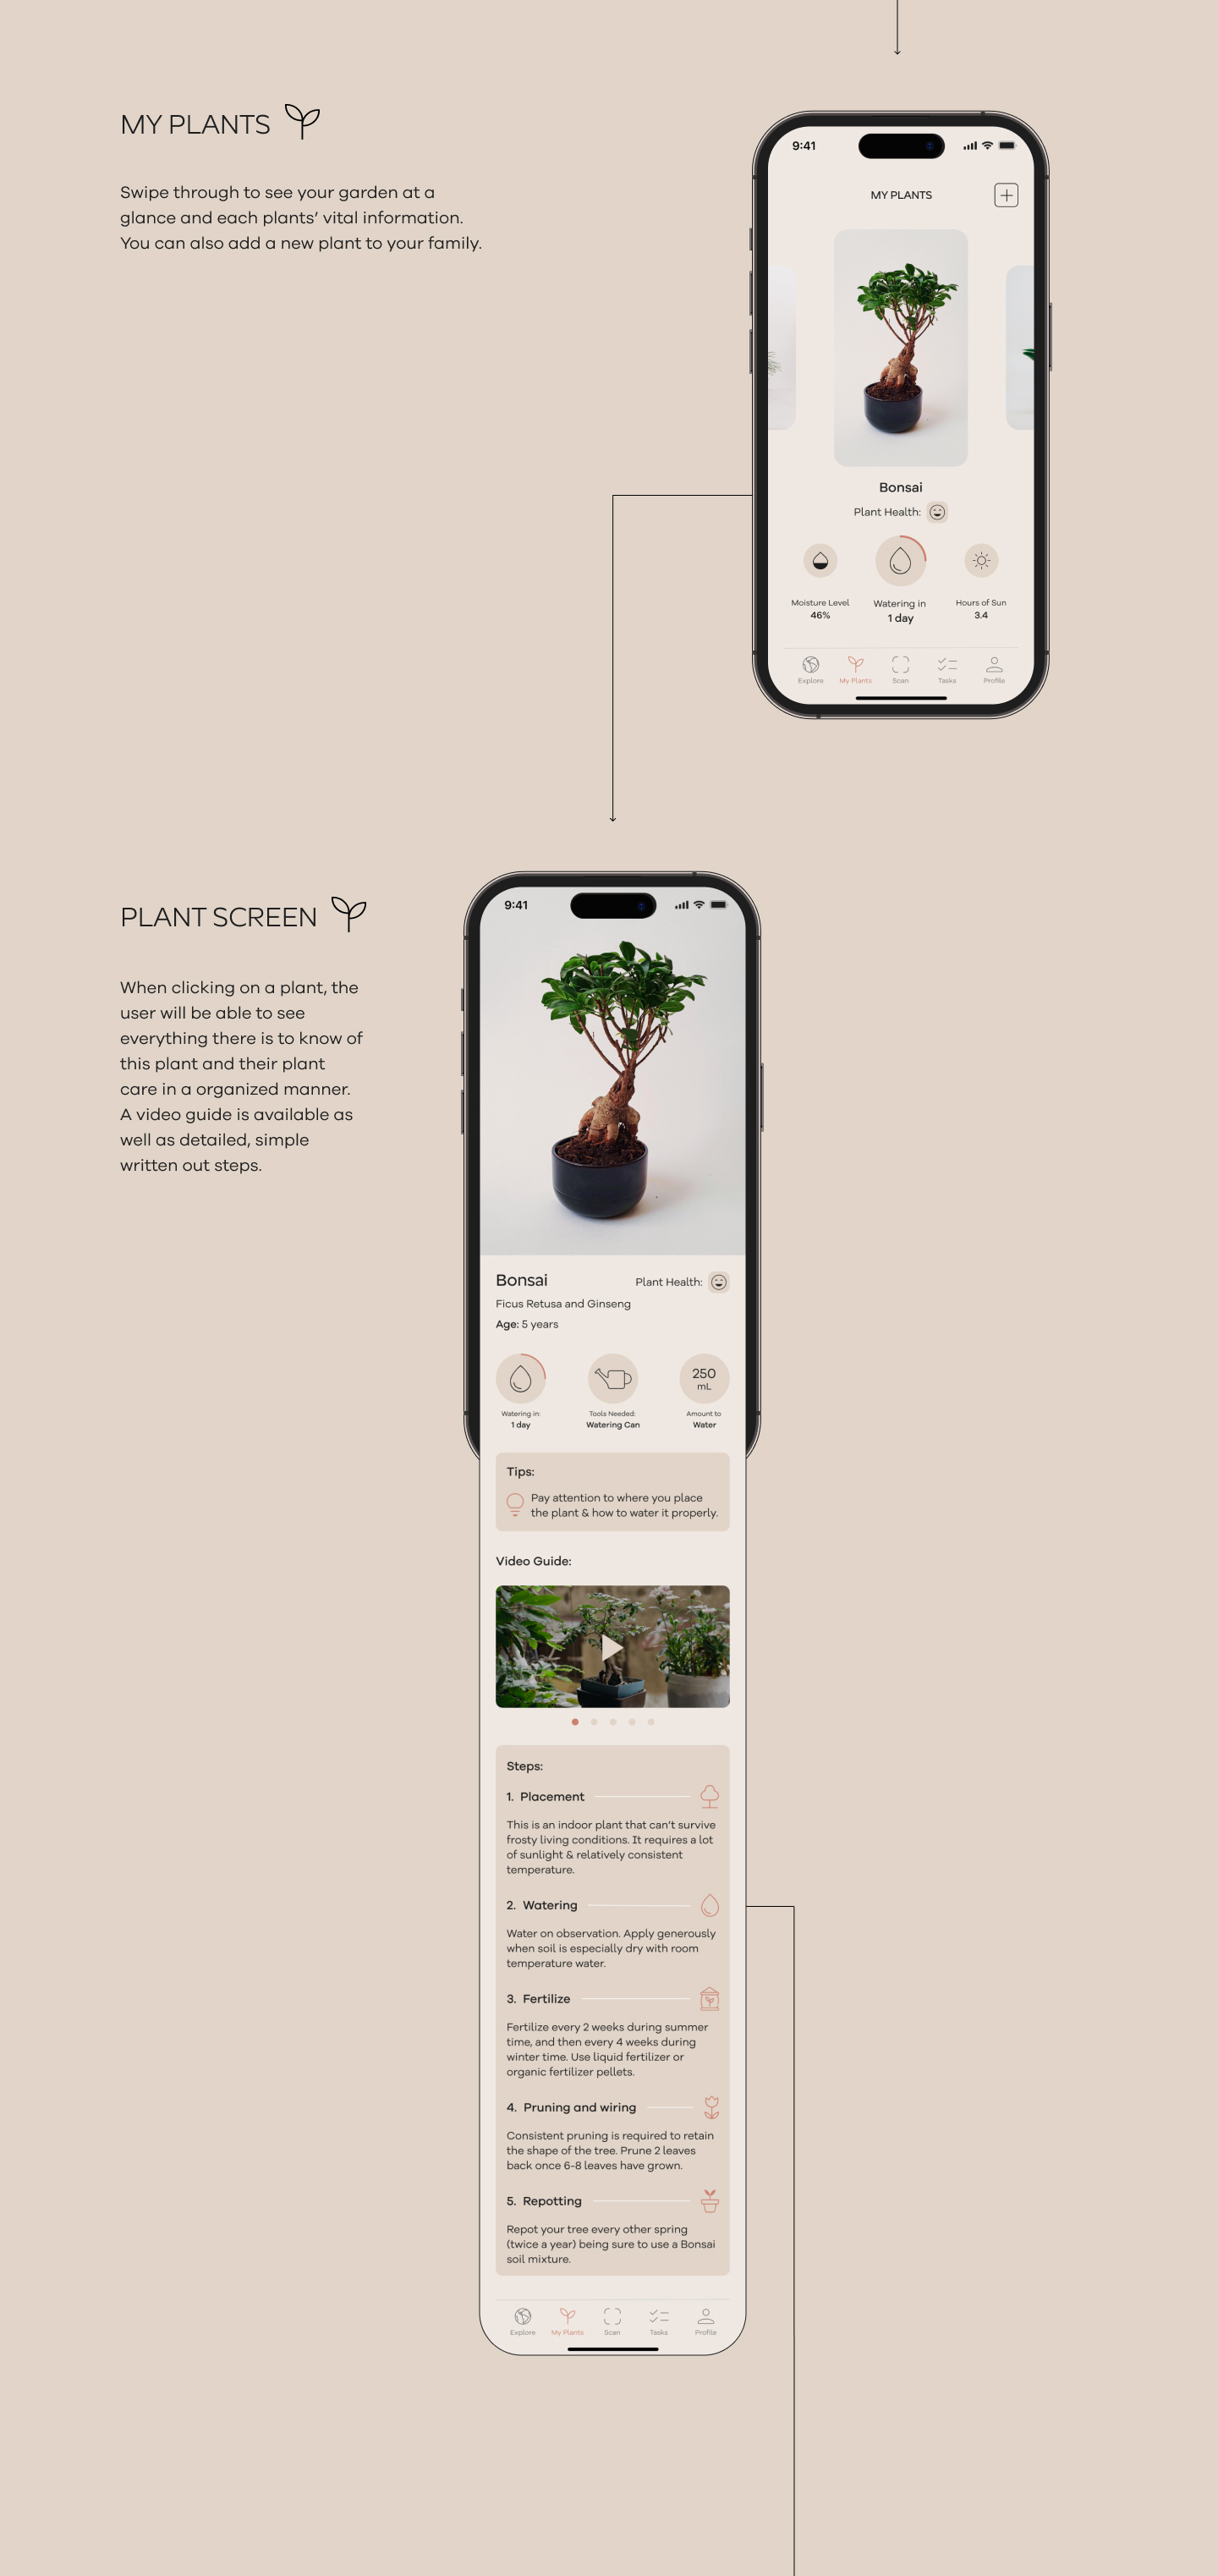 MY PLANTS
Swipe through to see your garden at a
glance and each plants’ vital information.
You can also add a new plant to your family.
9:41
MY PLANTS
Bonsai
Plant Health:
Moisture Level
46%
Watering in
1 day
Hours of Sun
3.4
Explore
My Plants
Scan
Tasks
Profile
PLANT SCREEN
When clicking on a plant, the
user will be able to see
everything there is to know of
this plant and their plant
care in a organized manner.
A video guide is available as
well as detailed, simple
written out steps.
9:41
Bonsai
Plant Health:
Ficus Retusa and Ginseng
Age: 5 years
Watering in:
1 day
Tools Needed:
Watering Can
250
mL
Amount to
Water
Tips:
Pay attention to where you place
the plant & how to water it properly.
Video Guide:
Steps:
1. Placement
This is an indoor plant that can’t survive
frosty living conditions. It requires a lot
of sunlight & relatively consistent
temperature.
2. Watering
Water on observation. Apply generously
when soil is especially dry with room
temperature water.
3. Fertilize
Fertilize every 2 weeks during summer
time, and then every 4 weeks during
winter time. Use liquid fertilizer or
organic fertilizer pellets.
4. Pruning and wiring
Consistent pruning is required to retain
the shape of the tree. Prune 2 leaves
back once 6-8 leaves have grown.
5. Repotting
Repot your tree every other spring
(twice a year) being sure to use a Bonsai
soil mixture.
Explore
My Plants
Scan
Tasks
Profile